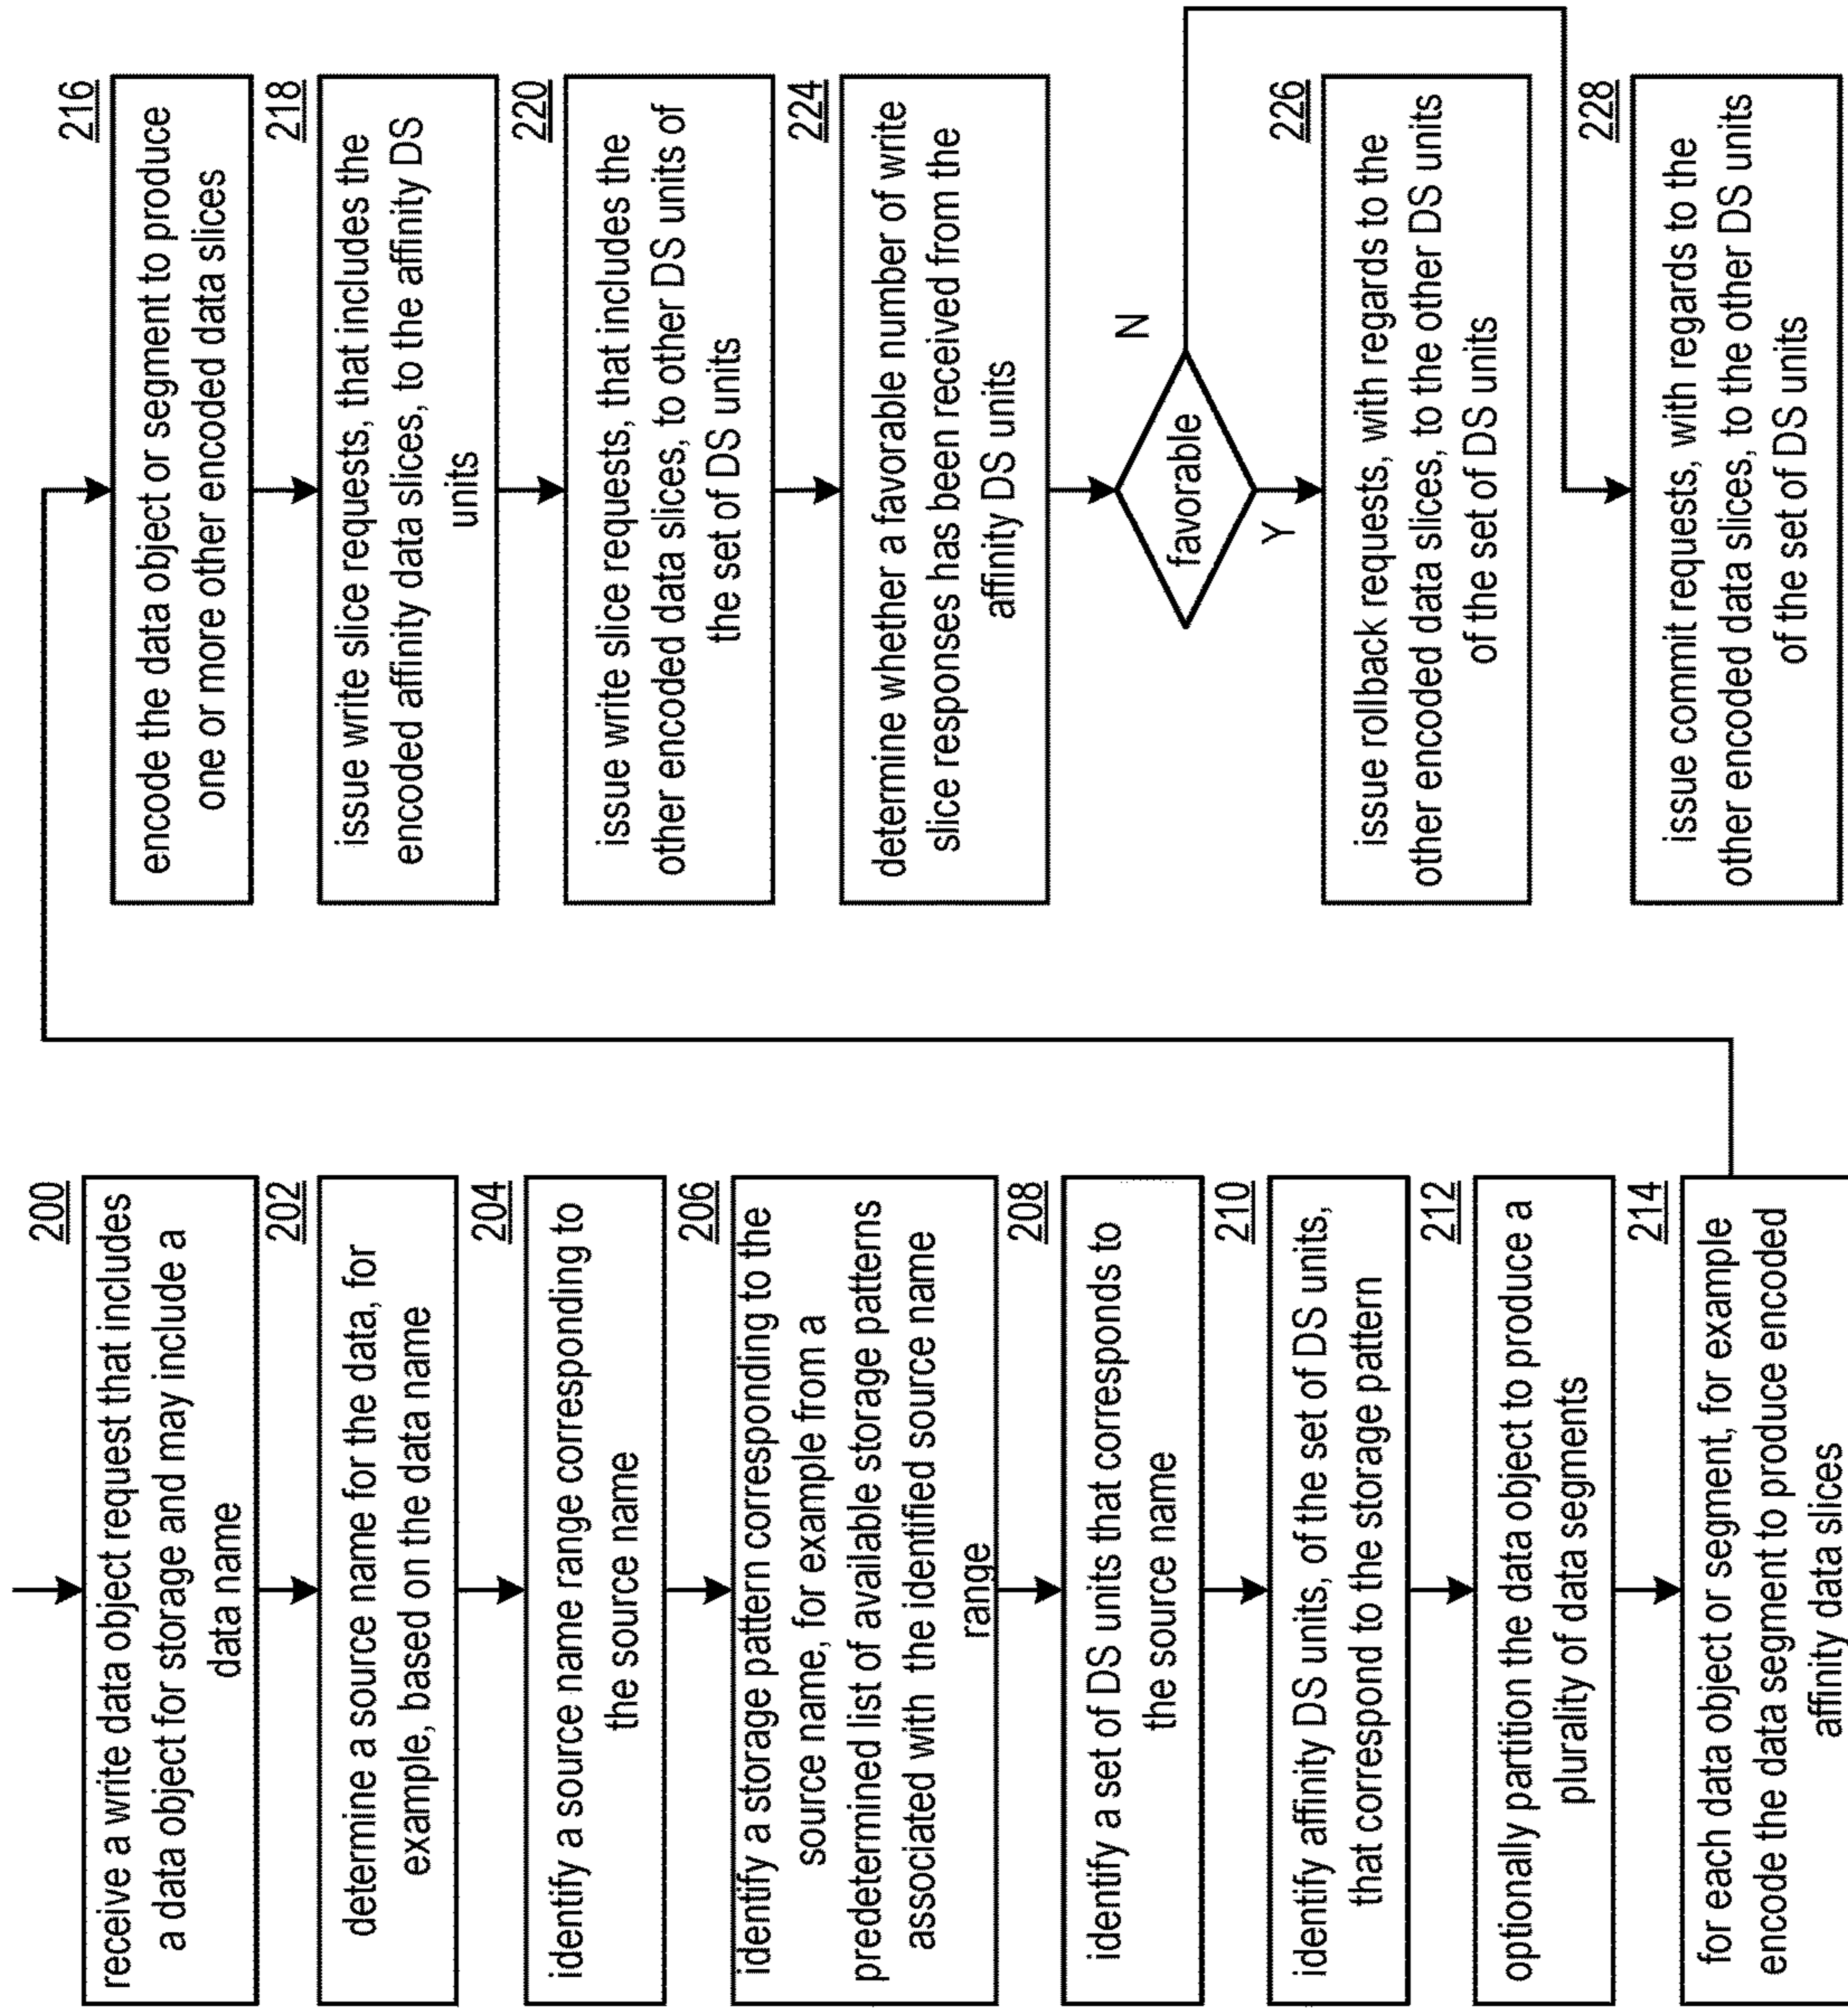 200
receive a write data object request that includes
a data object for storage and may include a
data name
202
determine a source name for the data, for
example, based on the data name
204
identify a source name range corresponding to
the source name
206
identify a storage pattern corresponding to the
source name, for example from a
predetermined list of available storage patterns
associated with the identified source name
range
208
identify a set of DS units that corresponds to
the source name
210
identify affinity DS units, of the set of DS units,
that correspond to the storage pattern
212
optionally partition the data object to produce a
plurality of data segments
214
for each data object or segment, for example
encode the data segment to produce encoded
affinity data slices
216
encode the data object or segment to produce
one or more other encoded data slices
218
issue write slice requests, that includes the
encoded affinity data slices, to the affinity DS
units
220
issue write slice requests, that includes the
other encoded data slices, to other DS units of
the set of DS units
224
determine whether a favorable number of write
slice responses has been received from the
affinity DS units
favorable
N
Y
226
issue rollback requests, with regards to the
other encoded data slices, to the other DS units
of the set of DS units
228
issue commit requests, with regards to the
other encoded data slices, to the other DS units
of the set of DS units